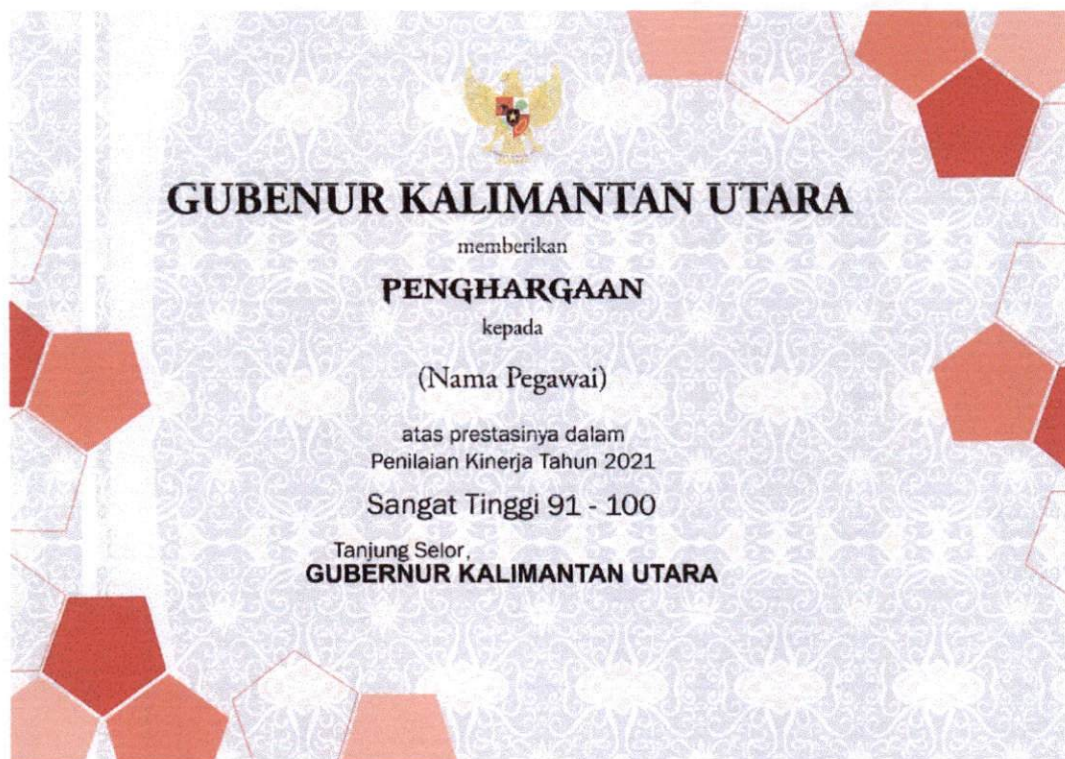 GUBENUR KALIMANTAN UTARA
memberikan
PENGHARGAAN
kepada
(Nama Pegawai)
atas prestasinya dalam
Penilaian Kinerja Tahun 2021
Sangat Tinggi 91 - 100
Tanjung Selor,
GUBERNUR KALIMANTAN UTARA